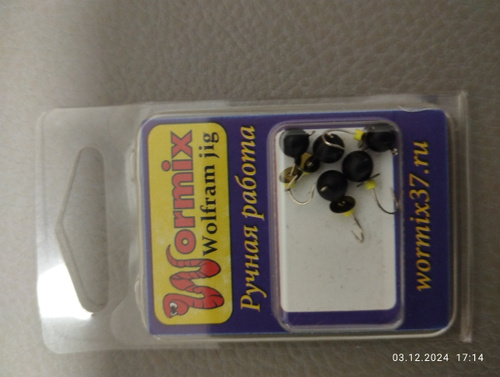 Wormix
Wolfram jig
Ручная работа
wormix37.ru
03.12.2024 17:14